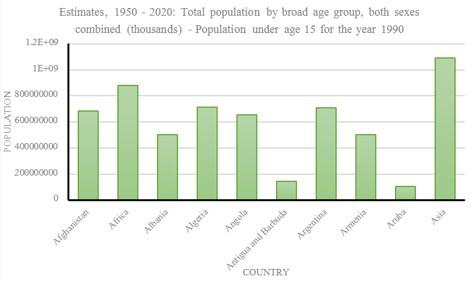 Estimates, 1950 - 2020: Total population by broad age group, both sexes
combined (thousands) - Population under age 15 for the year 1990
POPULATION
1.2E+09
1E+09
800000000
600000000
400000000
200000000
0
Afghanistan
Africa
Albania
Algeria
Angola
Antigua and Barbuda
Argentina
Armenia
Aruba
Asia
COUNTRY